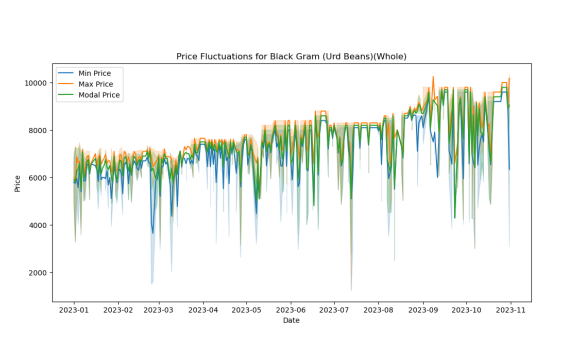 Price Fluctuations for Black Gram (Urd Beans)(Whole)
Min Price
Max Price
Modal Price
10000
8000
6000
4000
2000
Price
2023-01 2023-02 2023-03 2023-04 2023-05 2023-06 2023-07 2023-08 2023-09 2023-10 2023-11
Date